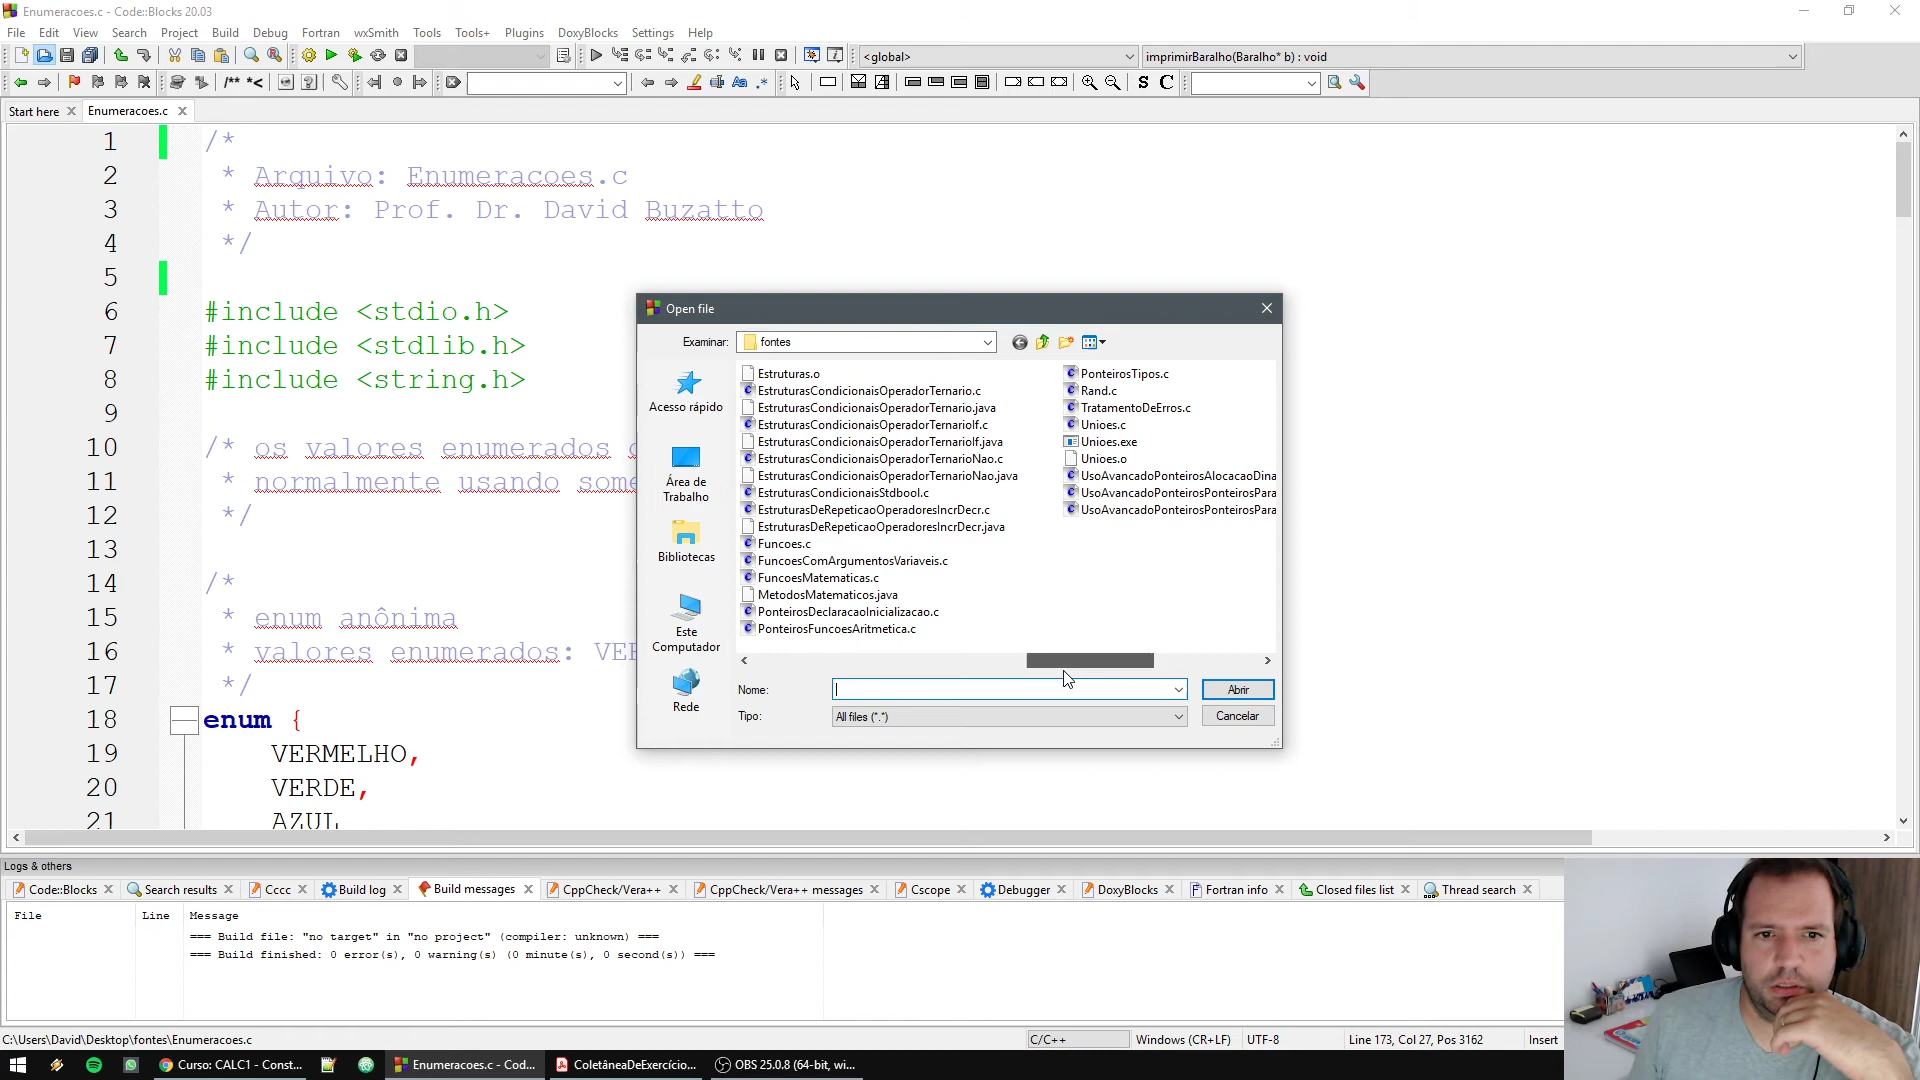 Enumeracoes.c - Code::Blocks 20.03
File Edit View Search Project Build Debug Fortran wxSmith Tools Tools+ Plugins Settings Help
<global>
imprimirBaralho(Baralho* b) : void
/** *<
Aa .*
S C
Start here
Enumeracoes.c
1 /*
2 * Arquivo: Enumeracoes.c
3 * Autor: Prof. Dr. David Buzatto
4 */
5
6 #include <stdio.h>
7 #include <stdlib.h>
8 #include <string.h>
9
10 /* os valores enumerados
11 * normalmente usando some
12 */
13
14 /*
15 * enum anônima
16 * valores enumerados: VER
17 */
18 enum {
19 VERMELHO,
20 VERDE,
21 AZUL
Open file
Examinar: fontes
Acesso rápido
Área de
Trabalho
Bibliotecas
Este
Computador
Rede
Estruturas.o
EstruturasCondicionaisOperadorTernario.c
EstruturasCondicionaisOperadorTernario.java
EstruturasCondicionaisOperadorTernarioIf.c
EstruturasCondicionaisOperadorTernarioIf.java
EstruturasCondicionaisOperadorTernarioNao.c
EstruturasCondicionaisOperadorTernarioNao.java
EstruturasCondicionaisStdbool.c
EstruturasDeRepeticaoOperadoresIncrDecr.c
EstruturasDeRepeticaoOperadoresIncrDecr.java
Funcoes.c
FuncoesComArgumentosVariaveis.c
FuncoesMatematicas.c
MetodosMatematicos.java
PonteirosDeclaracaoInicializacao.c
PonteirosFuncoesAritmetica.c
PonteirosTipos.c
Rand.c
TratamentoDeErros.c
Unioes.c
Unioes.exe
Unioes.o
UsoAvancadoPonteirosAlocacaoDina
UsoAvancadoPonteirosPonteirosPara
UsoAvancadoPonteirosPonteirosPara
Nome:
Abrir
Tipo: All files (*.*)
Cancelar
Logs & others
Code::Blocks Search results Cccc Build log Build messages CppCheck/Vera++ CppCheck/Vera++ messages Cscope Debugger DoxyBlocks Fortran info Closed files list Thread search
File Line Message
=== Build file: "no target" in "no project" (compiler: unknown) ===
=== Build finished: 0 error(s), 0 warning(s) (0 minute(s), 0 second(s)) ===
C:\Users\David\Desktop\fontes\Enumeracoes.c C/C++ Windows (CR+LF) UTF-8 Line 173, Col 27, Pos 3162 Insert
Curso: CALC1 - Const... Enumeracoes.c - Cod... ColetâneaDeExercício... OBS 25.0.8 (64-bit, wi...